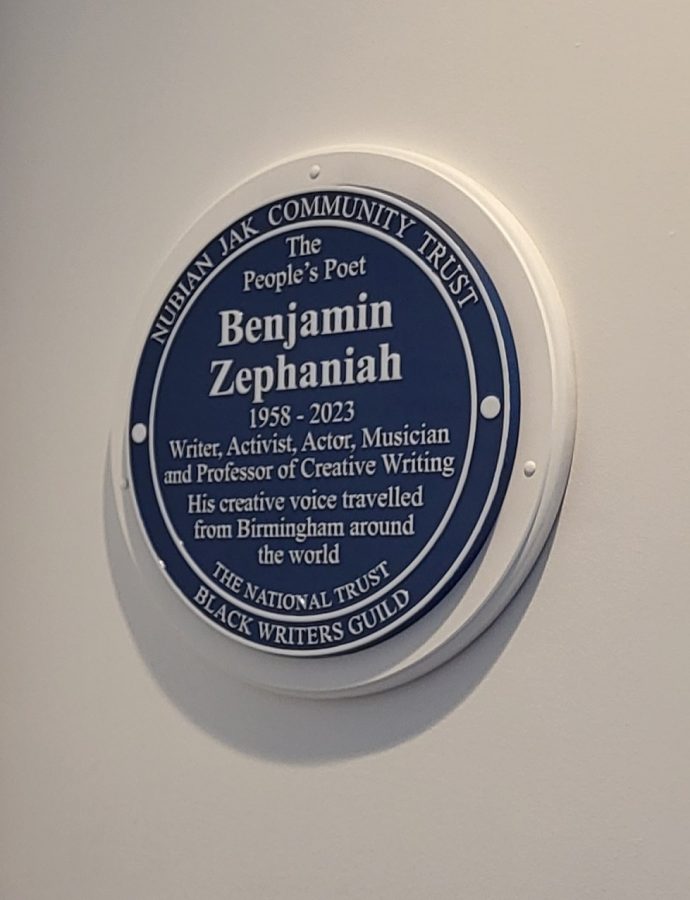 NUBIAN JAK COMMUNITY TRUST
The
People's Poet
Benjamin
Zephaniah
1958 - 2023
Writer, Activist, Actor, Musician
and Professor of Creative Writing
His creative voice travelled
from Birmingham around
the world
THE NATIONAL TRUST
BLACK WRITERS GUILD